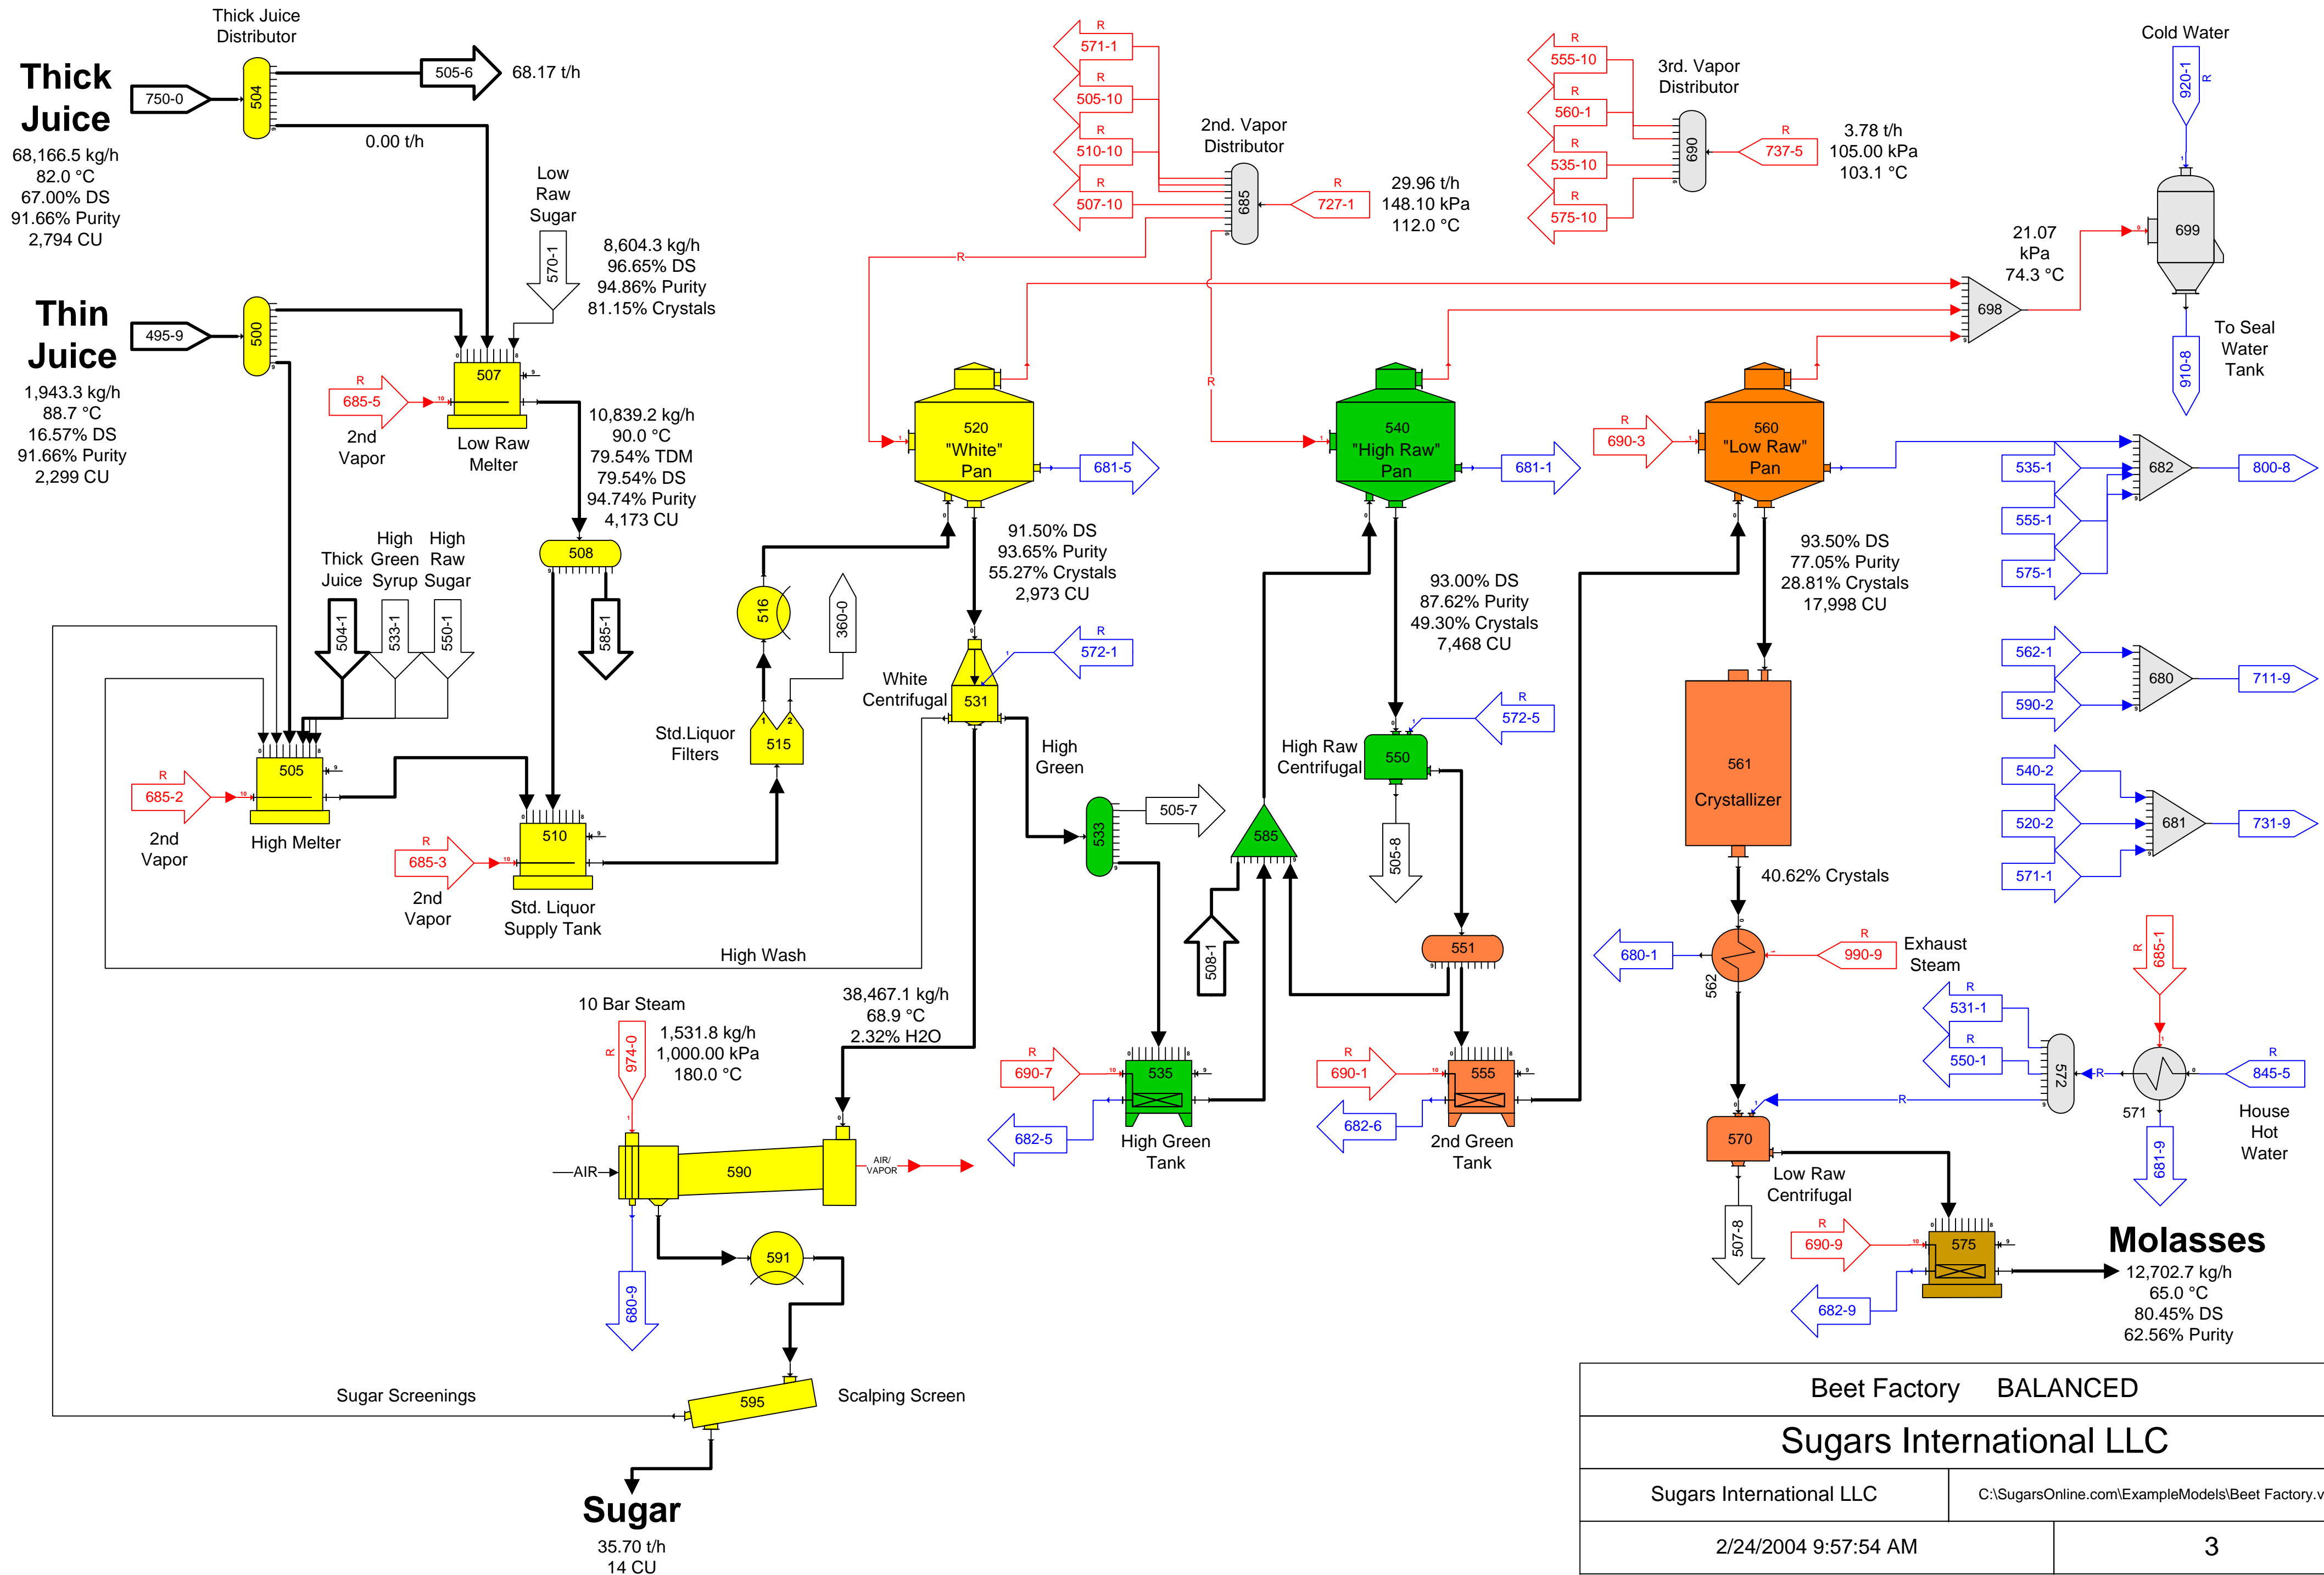 Thick Juice
Distributor
Thick
Juice
750-0
504
505-6
68.17 t/h
0.00 t/h
68,166.5 kg/h
82.0 °C
67.00% DS
91.66% Purity
2,794 CU
Low
Raw
Sugar
570-1
8,604.3 kg/h
96.65% DS
94.86% Purity
81.15% Crystals
Thin
Juice
495-9
500
1,943.3 kg/h
88.7 °C
16.57% DS
91.66% Purity
2,299 CU
0
8
9
507
R
685-5
10
2nd
Vapor
Low Raw
Melter
10,839.2 kg/h
90.0 °C
79.54% TDM
79.54% DS
94.74% Purity
4,173 CU
508
9
585-1
Thick
Juice
High
Green
Syrup
High
Raw
Sugar
504-1
533-1
550-1
0
8
9
505
R
685-2
10
2nd
Vapor
High Melter
0
8
9
510
R
685-3
10
2nd
Vapor
Std. Liquor
Supply Tank
516
360-0
1
2
515
Std.Liquor
Filters
R
571-1
R
505-10
R
510-10
R
507-10
2nd. Vapor
Distributor
685
R
727-1
29.96 t/h
148.10 kPa
112.0 °C
R
555-10
R
560-1
R
535-10
R
575-10
3rd. Vapor
Distributor
690
R
737-5
3.78 t/h
105.00 kPa
103.1 °C
Cold Water
920-1
R
699
21.07
kPa
74.3 °C
698
To Seal
Water
Tank
910-8
R
R
520
"White"
Pan
681-5
91.50% DS
93.65% Purity
55.27% Crystals
2,973 CU
540
"High Raw"
Pan
681-1
93.00% DS
87.62% Purity
49.30% Crystals
7,468 CU
R
690-3
560
"Low Raw"
Pan
93.50% DS
77.05% Purity
28.81% Crystals
17,998 CU
535-1
555-1
575-1
682
800-8
562-1
590-2
680
711-9
540-2
520-2
571-1
681
731-9
White
Centrifugal
531
R
572-1
High
Green
533
505-7
High Raw
Centrifugal
550
R
572-5
505-8
585
508-1
551
561
Crystallizer
40.62% Crystals
680-1
562
R
990-9
Exhaust
Steam
High Wash
10 Bar Steam
R
974-0
1,531.8 kg/h
1,000.00 kPa
180.0 °C
38,467.1 kg/h
68.9 °C
2.32% H2O
AIR
590
AIR/
VAPOR
680-9
591
R
690-7
10
535
682-5
High Green
Tank
R
690-1
10
555
682-6
2nd Green
Tank
R
685-1
R
531-1
R
550-1
572
R
571
R
845-5
House
Hot
Water
681-9
R
570
Low Raw
Centrifugal
507-8
R
690-9
10
575
682-9
Molasses
12,702.7 kg/h
65.0 °C
80.45% DS
62.56% Purity
Sugar Screenings
595
Scalping Screen
Sugar
35.70 t/h
14 CU
Beet Factory BALANCED
Sugars International LLC
Sugars International LLC
C:\SugarsOnline.com\ExampleModels\Beet Factory.v
2/24/2004 9:57:54 AM
3